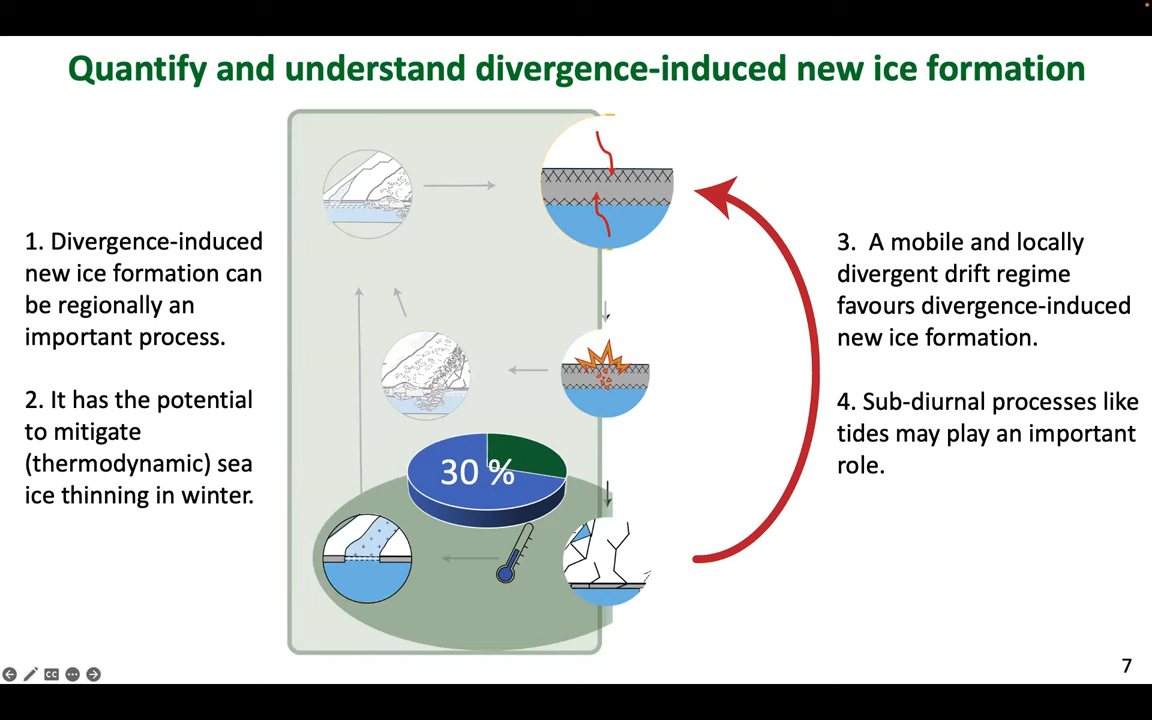 Quantify and understand divergence-induced new ice formation
1. Divergence-induced
new ice formation can
be regionally an
important process.
2. It has the potential
to mitigate
(thermodynamic) sea
ice thinning in winter.
30 %
3.  A mobile and locally
divergent drift regime
favours divergence-induced
new ice formation.
4. Sub-diurnal processes like
tides may play an important
role.
CC
7